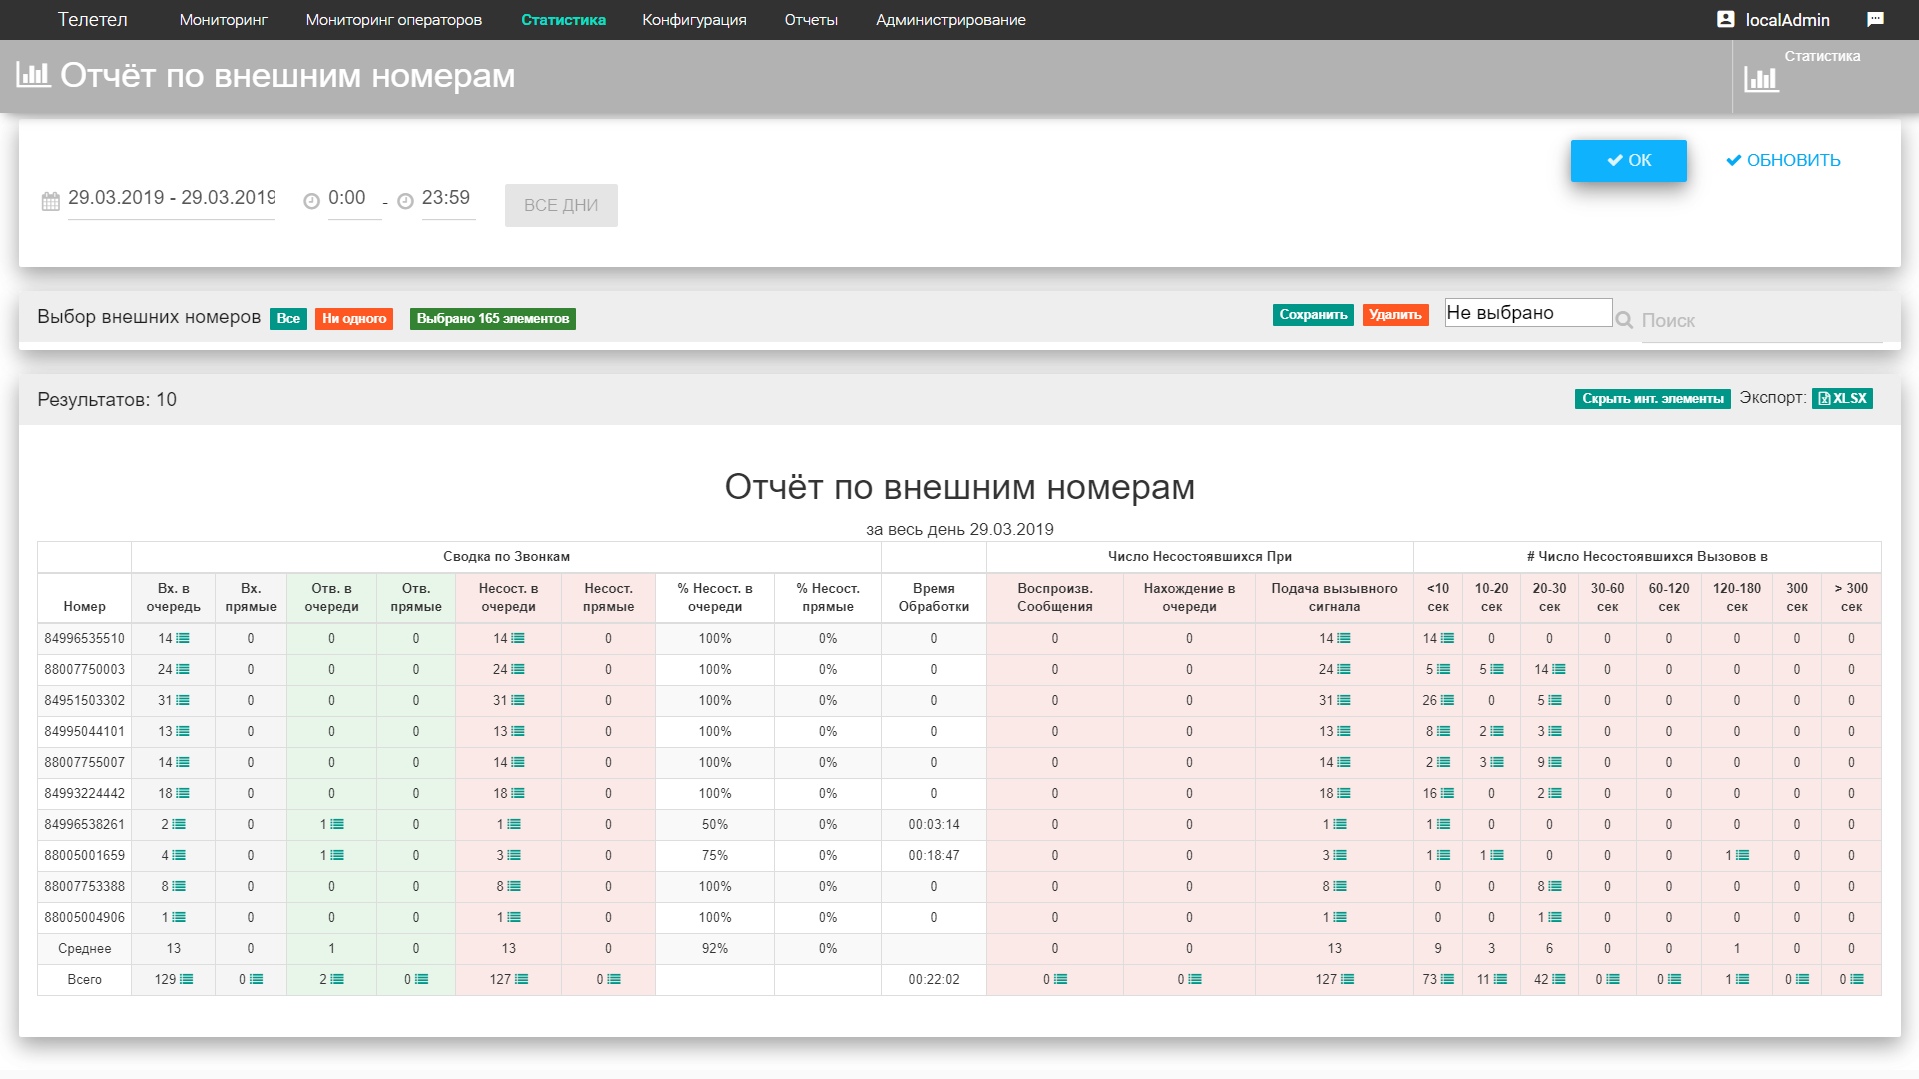 Телетел Мониторинг Мониторинг операторов Статистика Конфигурация Отчеты Администрирование localAdmin
Отчёт по внешним номерам Статистика
ОК ОБНОВИТЬ
29.03.2019 - 29.03.2019 0:00 - 23:59 ВСЕ ДНИ
Выбор внешних номеров Все Ни одного Выбрано 165 элементов Сохранить Удалить Не выбрано Поиск
Результатов: 10 Скрыть инт. элементы Экспорт: XLSX
Отчёт по внешним номерам
за весь день 29.03.2019
Сводка по Звонкам Число Несостоявшихся При # Число Несостоявшихся Вызовов в
Номер Вх. в очередь Вх. прямые Отв. в очереди Отв. прямые Несост. в очереди Несост. прямые % Несост. в очереди % Несост. прямые Время Обработки Воспроизв. Сообщения Нахождение в очереди Подача вызывного сигнала <10 сек 10-20 сек 20-30 сек 30-60 сек 60-120 сек 120-180 сек 300 сек > 300 сек
84996535510 14 0 0 0 14 0 100% 0% 0 0 0 14 14 0 0 0 0 0 0 0
88007750003 24 0 0 0 24 0 100% 0% 0 0 0 24 5 5 14 0 0 0 0 0
84951503302 31 0 0 0 31 0 100% 0% 0 0 0 31 26 0 5 0 0 0 0 0
84995044101 13 0 0 0 13 0 100% 0% 0 0 0 13 8 2 3 0 0 0 0 0
88007755007 14 0 0 0 14 0 100% 0% 0 0 0 14 2 3 9 0 0 0 0 0
84993224442 18 0 0 0 18 0 100% 0% 0 0 0 18 16 0 2 0 0 0 0 0
84996538261 2 0 1 0 1 0 50% 0% 00:03:14 0 0 1 1 0 0 0 0 0 0 0
88005001659 4 0 1 0 3 0 75% 0% 00:18:47 0 0 3 1 1 0 0 0 1 0 0
88007753388 8 0 0 0 8 0 100% 0% 0 0 0 8 0 0 8 0 0 0 0 0
88005004906 1 0 0 0 1 0 100% 0% 0 0 0 1 0 0 1 0 0 0 0 0
Среднее 13 0 1 0 13 0 92% 0% 0 0 13 9 3 6 0 0 1 0 0
Всего 129 0 2 0 127 0 00:22:02 0 0 127 73 11 42 0 0 1 0 0